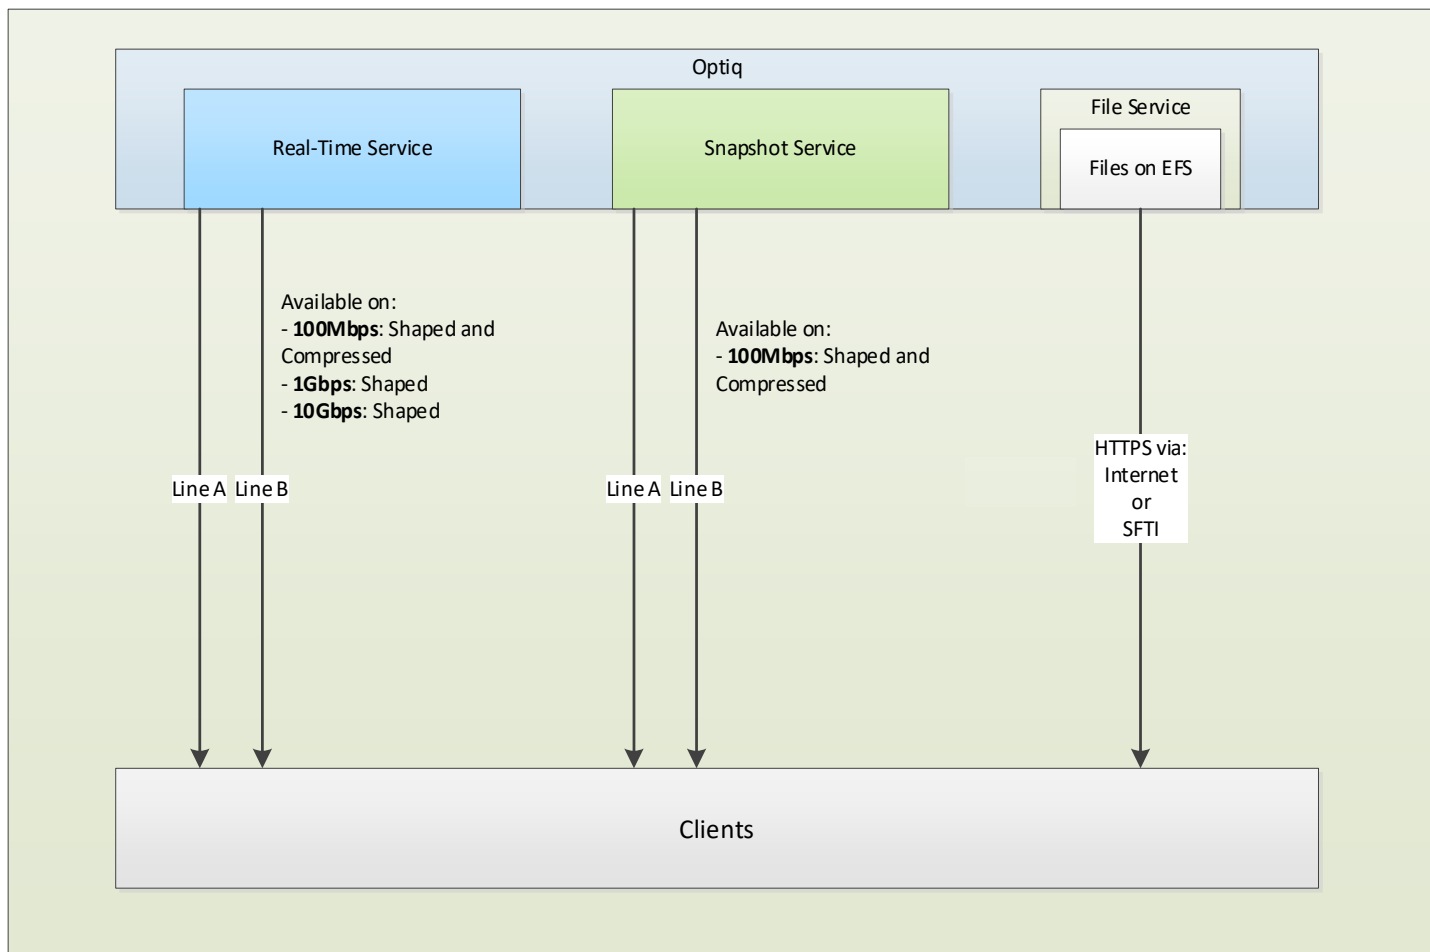 Optiq
Real-Time Service
Snapshot Service
File Service
Files on EFS
Available on:
- 100Mbps: Shaped and
Compressed
- 1Gbps: Shaped
- 10Gbps: Shaped
Available on:
- 100Mbps: Shaped and
Compressed
HTTPS via:
Internet
or
SFTI
Line A
Line B
Line A
Line B
Clients